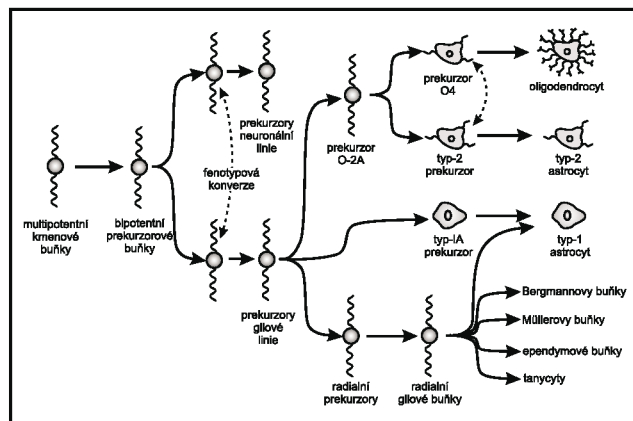 multipotentní
kmenové
buňky
bipotentní
prekurzorové
buňky
fenotypová
konverze
prekurzory
neuronální
linie
prekurzory
gliové
linie
prekurzor
O-2A
prekurzor
O4
oligodendrocyt
typ-2
prekurzor
typ-2
astrocyt
typ-IA
prekurzor
typ-1
astrocyt
radialní
prekurzory
radialní
gliové buňky
Bergmannovy buňky
Müllerovy buňky
ependymové buňky
tanycyty